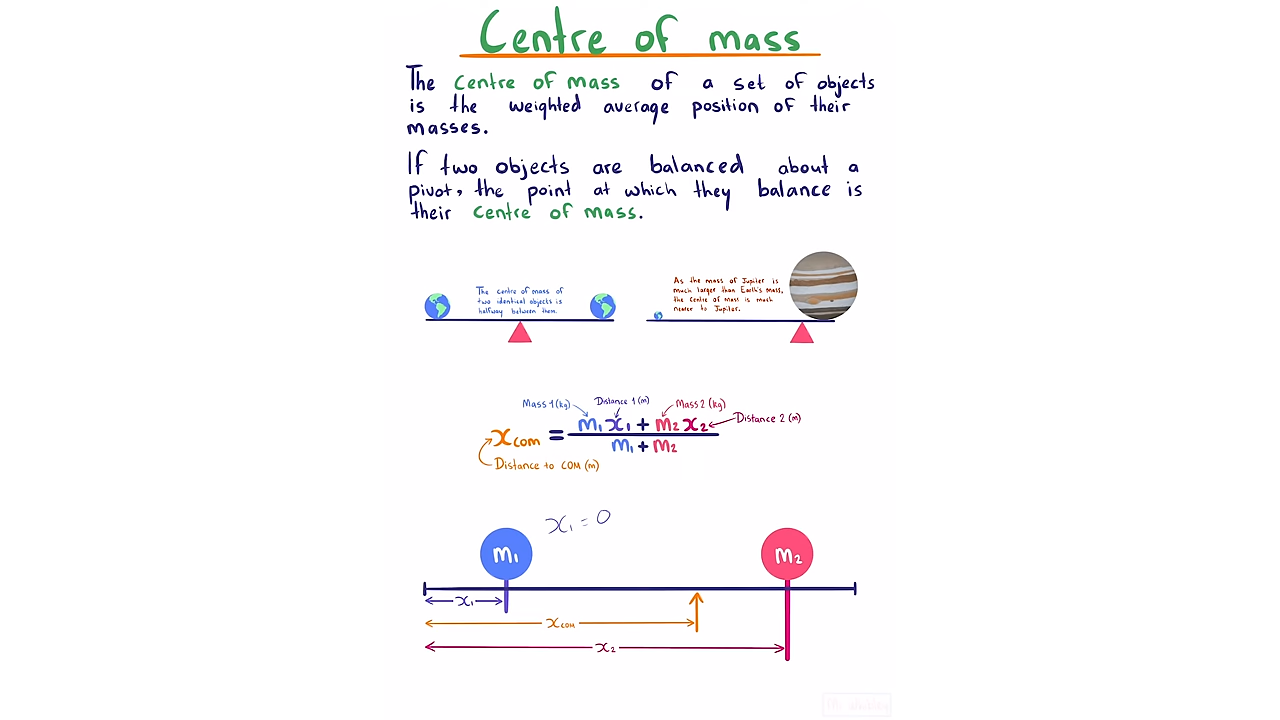 Centre of mass
The centre of mass of a set of objects
is the weighted average position of their
masses.
If two objects are balanced about a
pivot, the point at which they balance is
their centre of mass.
The centre of mass of
two identical objects is
halfway between them.
As the mass of Jupiter is
much larger than Earth's mass,
the centre of mass is much
nearer to Jupiter.
Mass 1 (kg) Distance 1 (m) Mass 2 (kg)
Distance 2 (m)
x_COM = (m₁x₁ + m₂x₂) / (m₁ + m₂)
Distance to COM (m)
x₁ = 0
m₁ m₂
x₁
x_COM
x₂